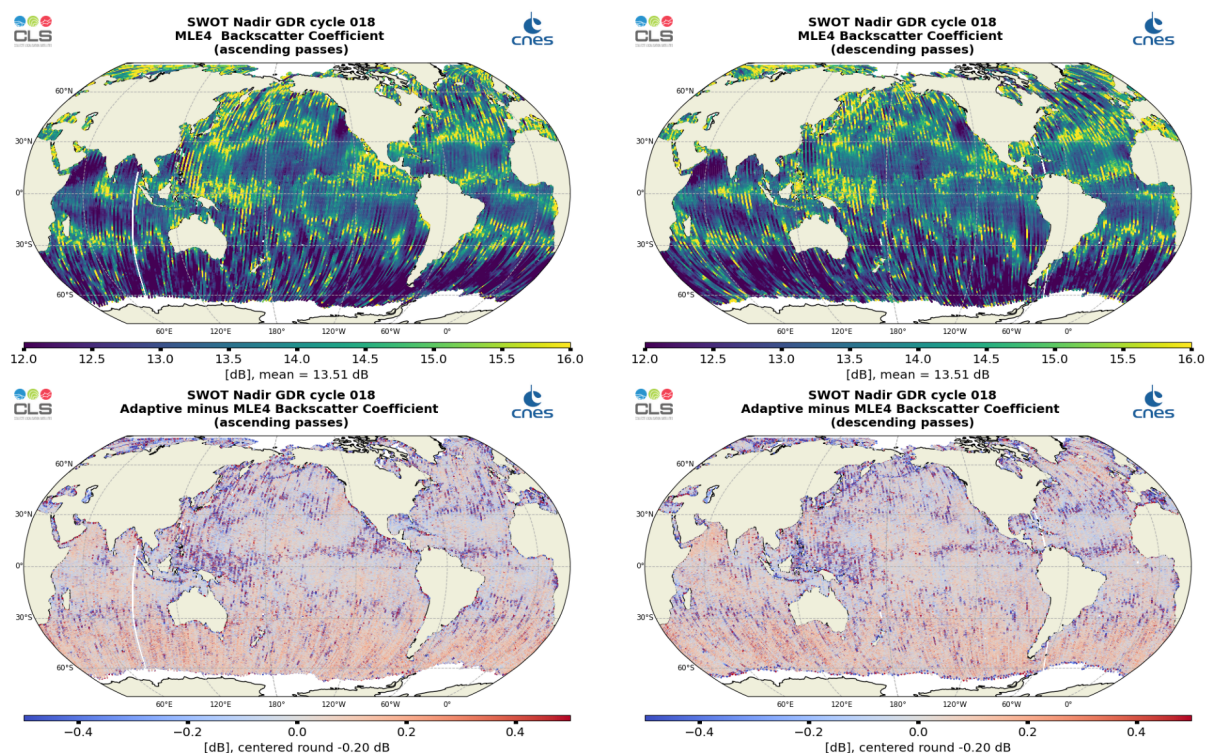 CLS
SWOT Nadir GDR cycle 018
MLE4  Backscatter Coefficient
(ascending passes)
cnes
60°N
30°N
0°
30°S
60°S
60°E 120°E 180° 120°W 60°W 0°
12.0 12.5 13.0 13.5 14.0 14.5 15.0 15.5 16.0
[dB], mean = 13.51 dB
CLS
SWOT Nadir GDR cycle 018
MLE4 Backscatter Coefficient
(descending passes)
cnes
60°N
30°N
0°
30°S
60°S
60°E 120°E 180° 120°W 60°W 0°
12.0 12.5 13.0 13.5 14.0 14.5 15.0 15.5 16.0
[dB], mean = 13.51 dB
CLS
SWOT Nadir GDR cycle 018
Adaptive minus MLE4 Backscatter Coefficient
(ascending passes)
cnes
60°N
30°N
0°
30°S
60°S
60°E 120°E 180° 120°W 60°W 0°
−0.4 −0.2 0.0 0.2 0.4
[dB], centered round -0.20 dB
CLS
SWOT Nadir GDR cycle 018
Adaptive minus MLE4 Backscatter Coefficient
(descending passes)
cnes
60°N
30°N
0°
30°S
60°S
60°E 120°E 180° 120°W 60°W 0°
−0.4 −0.2 0.0 0.2 0.4
[dB], centered round -0.20 dB